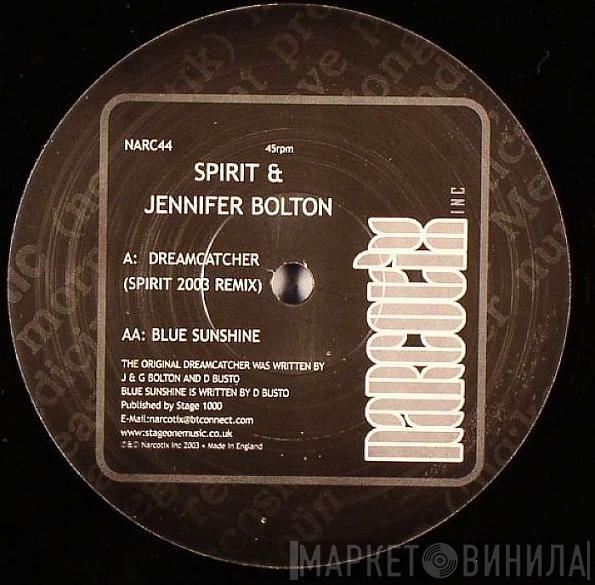 NARC44
45rpm
SPIRIT &
JENNIFER BOLTON
A: DREAMCATCHER
(SPIRIT 2003 REMIX)
AA: BLUE SUNSHINE
THE ORIGINAL DREAMCATCHER WAS WRITTEN BY
J & G BOLTON AND D BUSTO
BLUE SUNSHINE IS WRITTEN BY D BUSTO
Published by Stage 1000
E-Mail:narcotix@btconnect.com
www.stageonemusic.co.uk
℗&© Narcotix Inc 2003 • Made In England
NARCOTIX
INC
МАРКЕТ ВИНИЛА